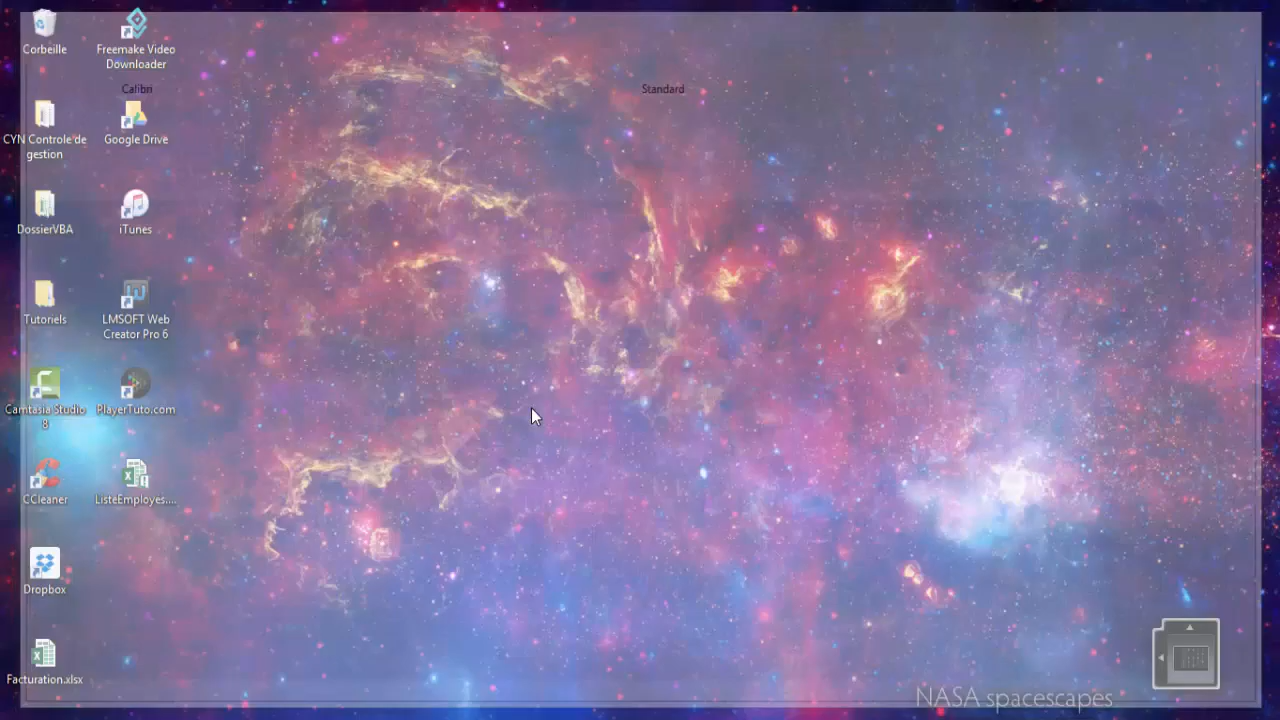 Corbeille
Freemake Video
Downloader
Calibri
Standard
CYN Controle de
gestion
Google Drive
DossierVBA
iTunes
Tutoriels
LMSOFT Web
Creator Pro 6
Camtasia Studio
8
PlayerTuto.com
CCleaner
ListeEmployes....
Dropbox
Facturation.xlsx
NASA spacescapes